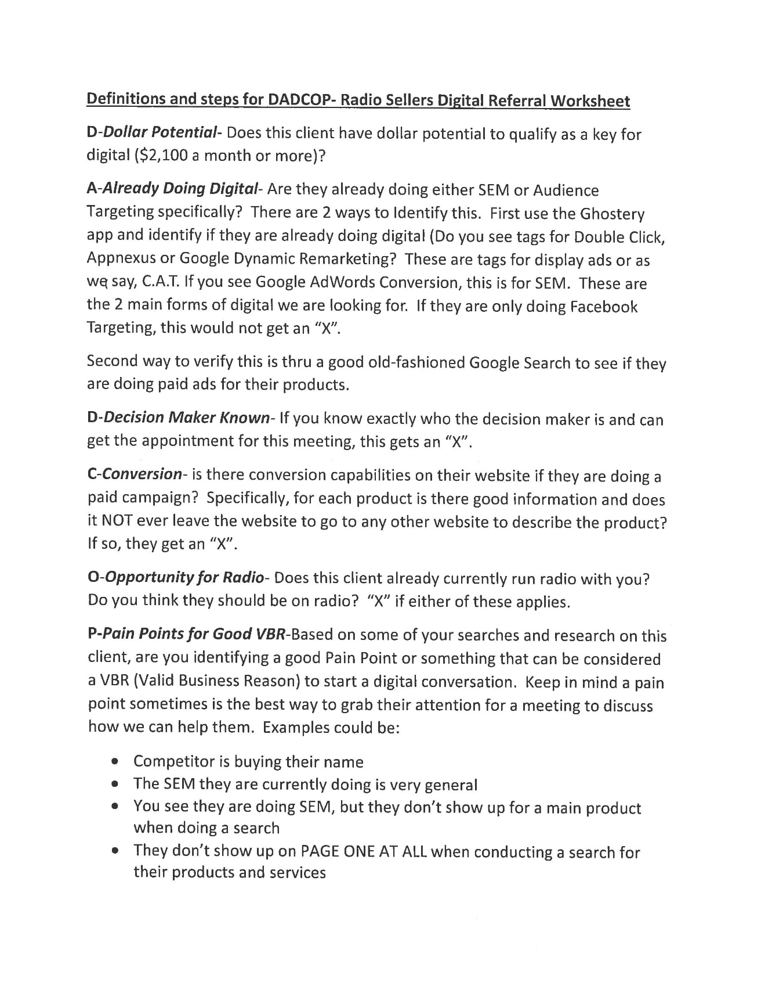 Definitions and steps for DADCOP- Radio Sellers Digital Referral Worksheet
D-Dollar Potential- Does this client have dollar potential to qualify as a key for
digital ($2,100 a month or more)?
A-Already Doing Digital- Are they already doing either SEM or Audience
Targeting specifically?  There are 2 ways to Identify this.  First use the Ghostery
app and identify if they are already doing digital (Do you see tags for Double Click,
Appnexus or Google Dynamic Remarketing?  These are tags for display ads or as
we say, C.A.T. If you see Google AdWords Conversion, this is for SEM.  These are
the 2 main forms of digital we are looking for.  If they are only doing Facebook
Targeting, this would not get an “X”.
Second way to verify this is thru a good old-fashioned Google Search to see if they
are doing paid ads for their products.
D-Decision Maker Known- If you know exactly who the decision maker is and can
get the appointment for this meeting, this gets an “X”.
C-Conversion- is there conversion capabilities on their website if they are doing a
paid campaign?  Specifically, for each product is there good information and does
it NOT ever leave the website to go to any other website to describe the product?
If so, they get an “X”.
O-Opportunity for Radio- Does this client already currently run radio with you?
Do you think they should be on radio?  “X” if either of these applies.
P-Pain Points for Good VBR-Based on some of your searches and research on this
client, are you identifying a good Pain Point or something that can be considered
a VBR (Valid Business Reason) to start a digital conversation.  Keep in mind a pain
point sometimes is the best way to grab their attention for a meeting to discuss
how we can help them.  Examples could be:
• Competitor is buying their name
• The SEM they are currently doing is very general
• You see they are doing SEM, but they don’t show up for a main product
when doing a search
• They don’t show up on PAGE ONE AT ALL when conducting a search for
their products and services